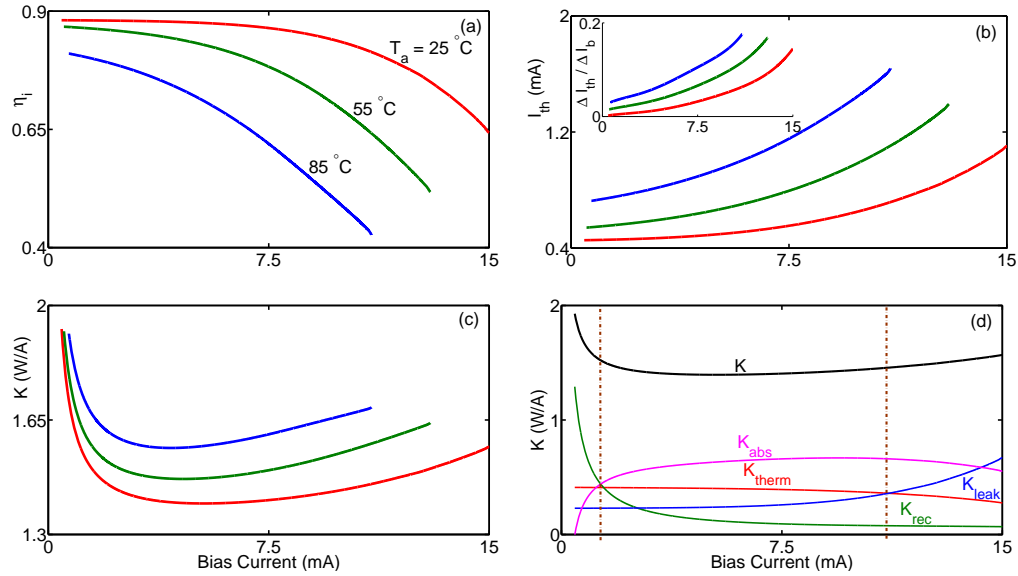 0.9
0.65
0.4
η_i
0
7.5
15
(a)
T_a = 25 °C
55 °C
85 °C
2
1.2
0.4
I_th (mA)
0
7.5
15
(b)
0.2
0
Δ I_th / Δ I_b
0
7.5
15
2
1.65
1.3
K (W/A)
0
7.5
15
Bias Current (mA)
(c)
2
1
0
K (W/A)
0
7.5
15
Bias Current (mA)
(d)
K
K_abs
K_therm
K_leak
K_rec